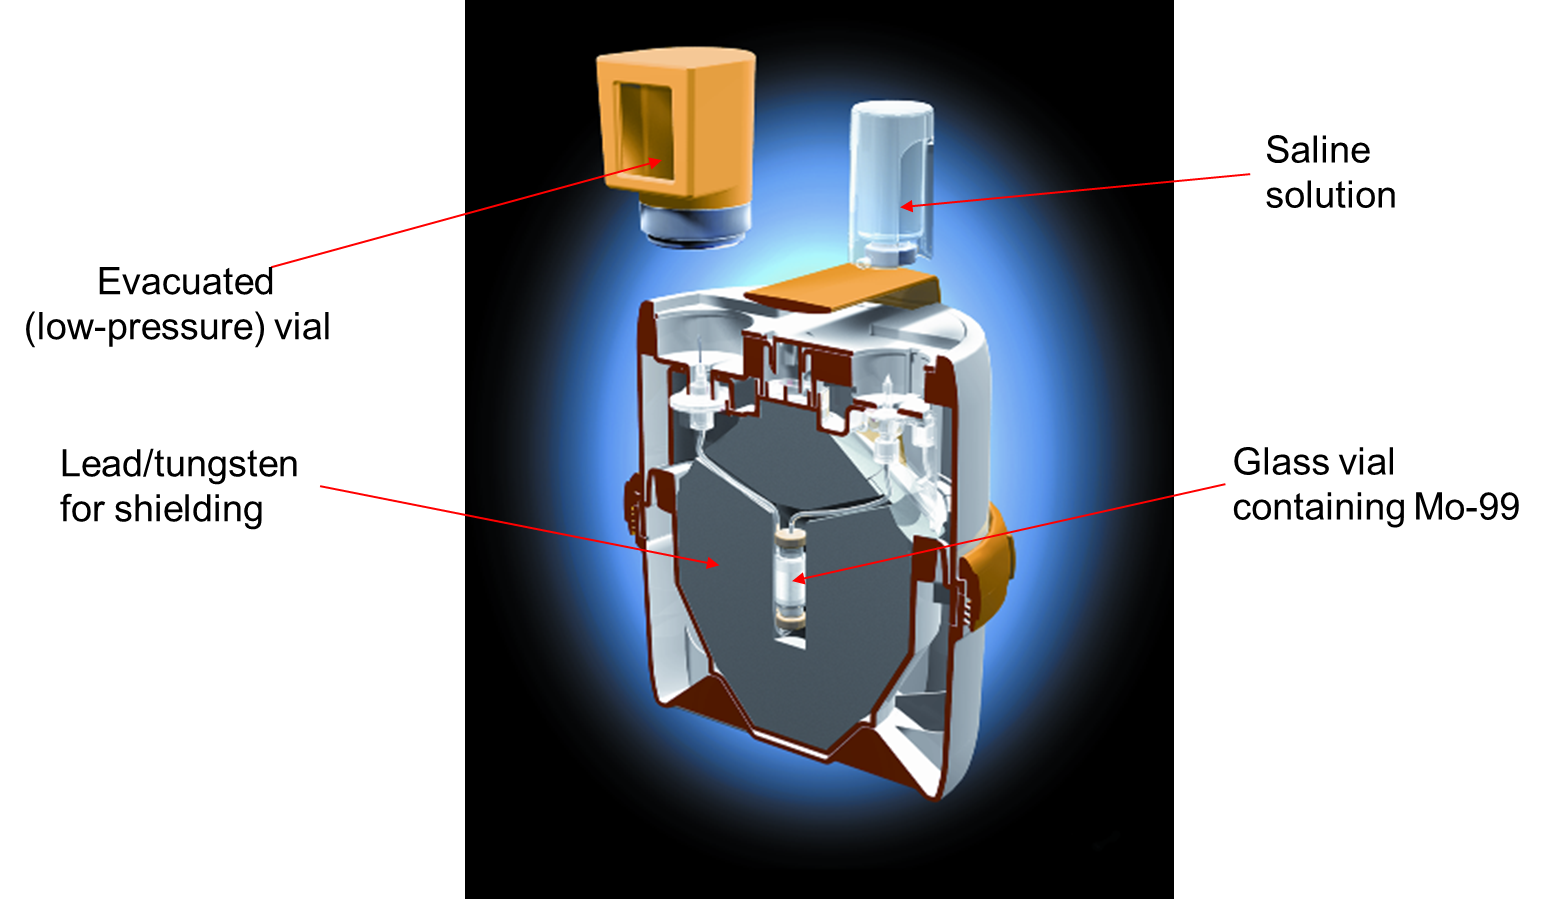 Saline
solution
Evacuated
(low-pressure) vial
Lead/tungsten
for shielding
Glass vial
containing Mo-99